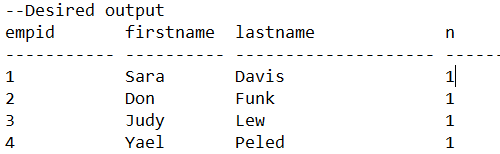 --Desired output
empid firstname lastname n
----------- ---------- -------------------- ------
1 Sara Davis 1
2 Don Funk 1
3 Judy Lew 1
4 Yael Peled 1